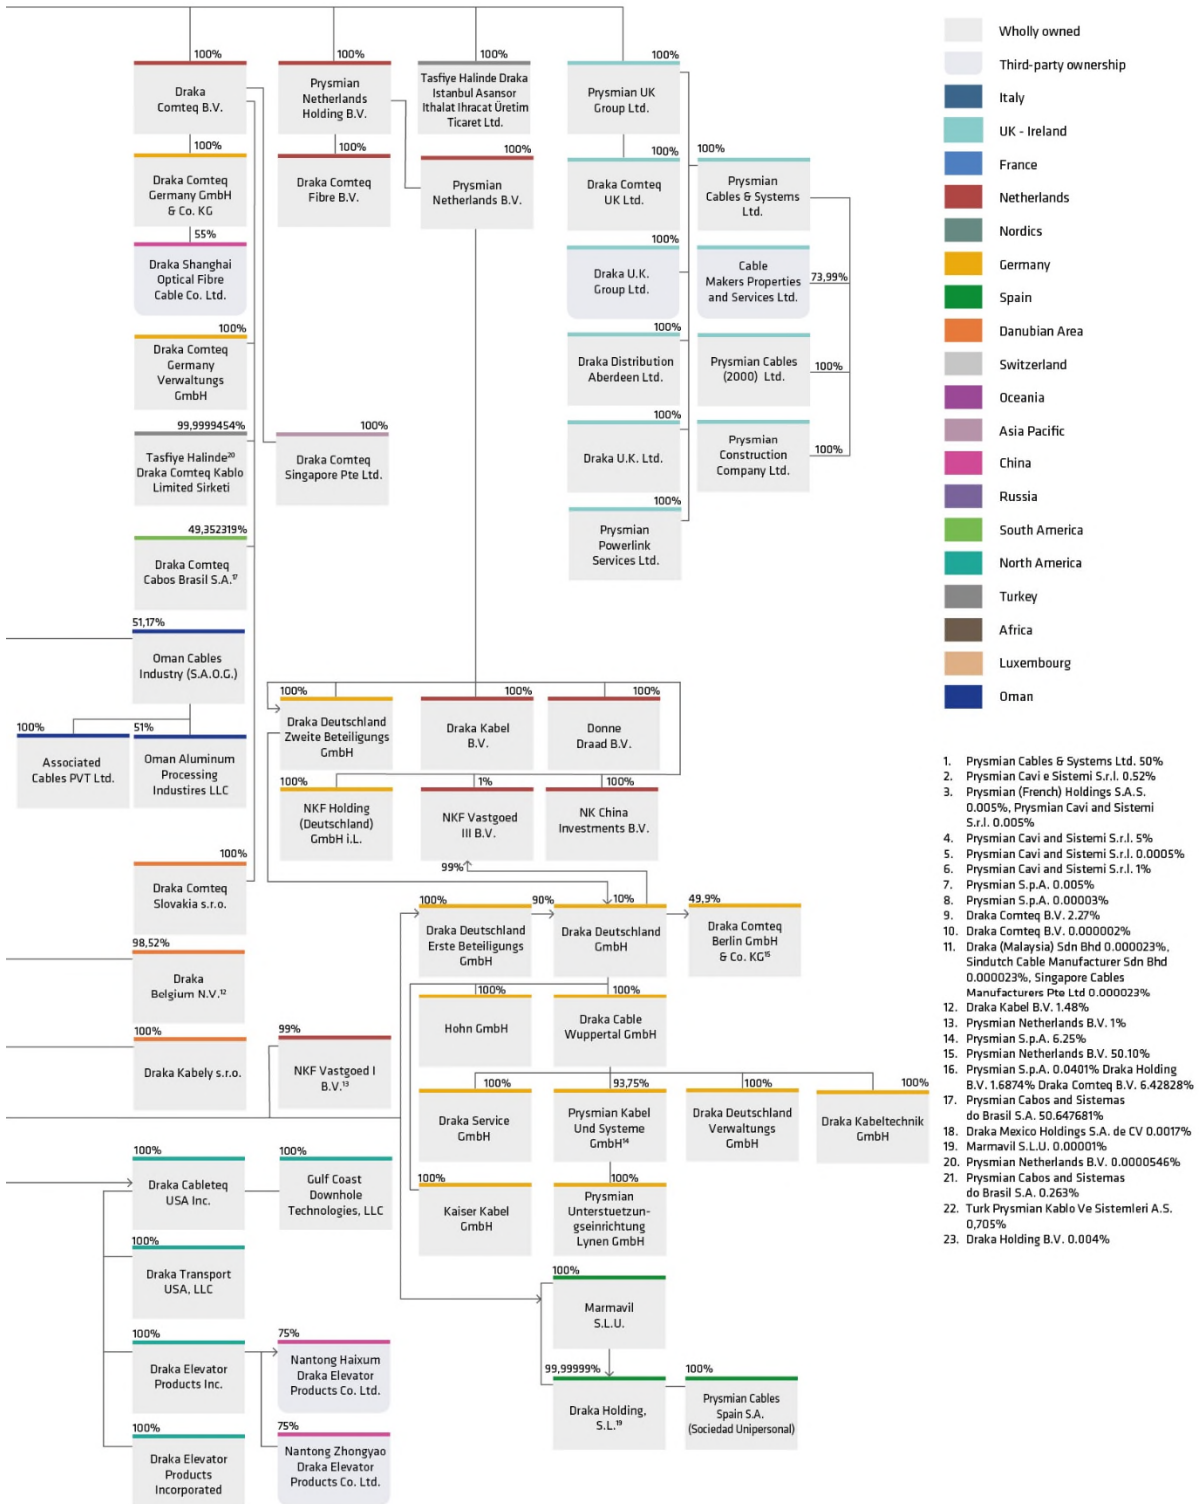 100%
100%
100%
100%
Draka
Comteq B.V.
Prysmian
Netherlands
Holding B.V.
Tasfiye Halinde Draka
Istanbul Asansor
Ithalat Ihracat Üretim
Ticaret Ltd.
Prysmian UK
Group Ltd.
100%
100%
100%
100%
100%
Draka Comteq
Germany GmbH
& Co. KG
Draka Comteq
Fibre B.V.
Prysmian
Netherlands B.V.
Draka Comteq
UK Ltd.
Prysmian
Cables & Systems
Ltd.
55%
Draka Shanghai
Optical Fibre
Cable Co. Ltd.
100%
Draka U.K.
Group Ltd.
Cable
Makers Properties
and Services Ltd.
73,99%
100%
Draka Comteq
Germany
Verwaltungs
GmbH
100%
Draka Distribution
Aberdeen Ltd.
Prysmian Cables
(2000) Ltd.
100%
99,9999454%
Tasfiye Halinde20
Draka Comteq Kablo
Limited Sirketi
100%
Draka Comteq
Singapore Pte Ltd.
100%
Draka U.K. Ltd.
Prysmian
Construction
Company Ltd.
100%
100%
Prysmian
Powerlink
Services Ltd.
49,352319%
Draka Comteq
Cabos Brasil S.A.17
51,17%
Oman Cables
Industry (S.A.O.G.)
100%
Associated
Cables PVT Ltd.
51%
Oman Aluminum
Processing
Industires LLC
100%
Draka Deutschland
Zweite Beteiligungs
GmbH
100%
Draka Kabel
B.V.
100%
Donne
Draad B.V.
NKF Holding
(Deutschland)
GmbH i.L.
1%
NKF Vastgoed
III B.V.
100%
NK China
Investments B.V.
99%
100%
Draka Comteq
Slovakia s.r.o.
100%
Draka Deutschland
Erste Beteiligungs
GmbH
90%
10%
Draka Deutschland
GmbH
49,9%
Draka Comteq
Berlin GmbH
& Co. KG15
98,52%
Draka
Belgium N.V.12
100%
Hohn GmbH
100%
Draka Cable
Wuppertal GmbH
100%
Draka Kabely s.r.o.
99%
NKF Vastgoed I
B.V.13
100%
Draka Service
GmbH
93,75%
Prysmian Kabel
Und Systeme
GmbH14
100%
Draka Deutschland
Verwaltungs
GmbH
100%
Draka Kabeltechnik
GmbH
100%
Draka Cableteq
USA Inc.
100%
Gulf Coast
Downhole
Technologies, LLC
100%
Kaiser Kabel
GmbH
100%
Prysmian
Unterstuetzun-
gseinrichtung
Lynen GmbH
100%
Draka Transport
USA, LLC
100%
Marmavil
S.L.U.
100%
Draka Elevator
Products Inc.
75%
Nantong Haixum
Draka Elevator
Products Co. Ltd.
99,99999%
Draka Holding,
S.L.19
100%
Prysmian Cables
Spain S.A.
(Sociedad Unipersonal)
100%
Draka Elevator
Products
Incorporated
75%
Nantong Zhongyao
Draka Elevator
Products Co. Ltd.
Wholly owned
Third-party ownership
Italy
UK - Ireland
France
Netherlands
Nordics
Germany
Spain
Danubian Area
Switzerland
Oceania
Asia Pacific
China
Russia
South America
North America
Turkey
Africa
Luxembourg
Oman
1. Prysmian Cables & Systems Ltd. 50%
2. Prysmian Cavi e Sistemi S.r.l. 0.52%
3. Prysmian (French) Holdings S.A.S.
0.005%, Prysmian Cavi and Sistemi
S.r.l. 0.005%
4. Prysmian Cavi and Sistemi S.r.l. 5%
5. Prysmian Cavi and Sistemi S.r.l. 0.0005%
6. Prysmian Cavi and Sistemi S.r.l. 1%
7. Prysmian S.p.A. 0.005%
8. Prysmian S.p.A. 0.00003%
9. Draka Comteq B.V. 2.27%
10. Draka Comteq B.V. 0.000002%
11. Draka (Malaysia) Sdn Bhd 0.000023%,
Sindutch Cable Manufacturer Sdn Bhd
0.000023%, Singapore Cables
Manufacturers Pte Ltd 0.000023%
12. Draka Kabel B.V. 1.48%
13. Prysmian Netherlands B.V. 1%
14. Prysmian S.p.A. 6.25%
15. Prysmian Netherlands B.V. 50.10%
16. Prysmian S.p.A. 0.0401% Draka Holding
B.V. 1.6874% Draka Comteq B.V. 6.42828%
17. Prysmian Cabos and Sistemas
do Brasil S.A. 50.647681%
18. Draka Mexico Holdings S.A. de CV 0.0017%
19. Marmavil S.L.U. 0.00001%
20. Prysmian Netherlands B.V. 0.0000546%
21. Prysmian Cabos and Sistemas
do Brasil S.A. 0.263%
22. Turk Prysmian Kablo Ve Sistemleri A.S.
0,705%
23. Draka Holding B.V. 0.004%